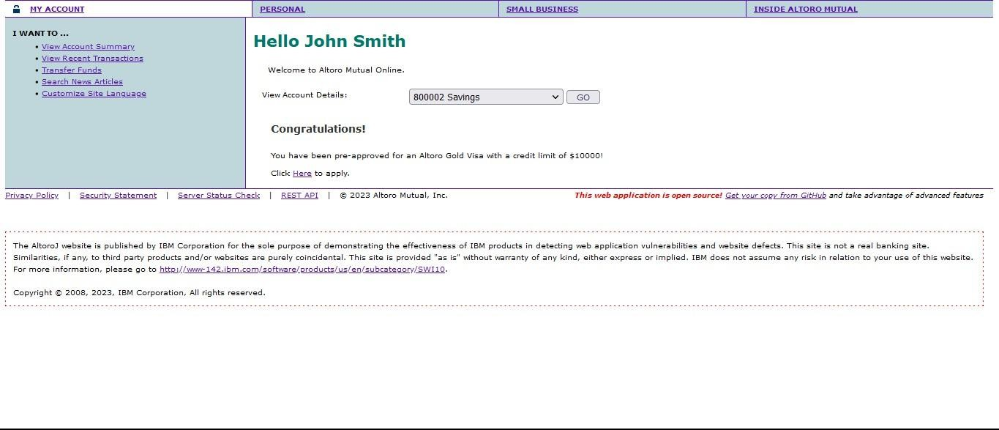 MY ACCOUNT PERSONAL SMALL BUSINESS INSIDE ALTORO MUTUAL
I WANT TO ...
• View Account Summary
• View Recent Transactions
• Transfer Funds
• Search News Articles
• Customize Site Language
Hello John Smith
Welcome to Altoro Mutual Online.
View Account Details: 800002 Savings GO
Congratulations!
You have been pre-approved for an Altoro Gold Visa with a credit limit of $10000!
Click Here to apply.
Privacy Policy | Security Statement | Server Status Check | REST API | © 2023 Altoro Mutual, Inc. This web application is open source! Get your copy from GitHub and take advantage of advanced features
The AltoroJ website is published by IBM Corporation for the sole purpose of demonstrating the effectiveness of IBM products in detecting web application vulnerabilities and website defects. This site is not a real banking site.
Similarities, if any, to third party products and/or websites are purely coincidental. This site is provided "as is" without warranty of any kind, either express or implied. IBM does not assume any risk in relation to your use of this website.
For more information, please go to http://www-142.ibm.com/software/products/us/en/subcategory/SWI10.
Copyright © 2008, 2023, IBM Corporation, All rights reserved.